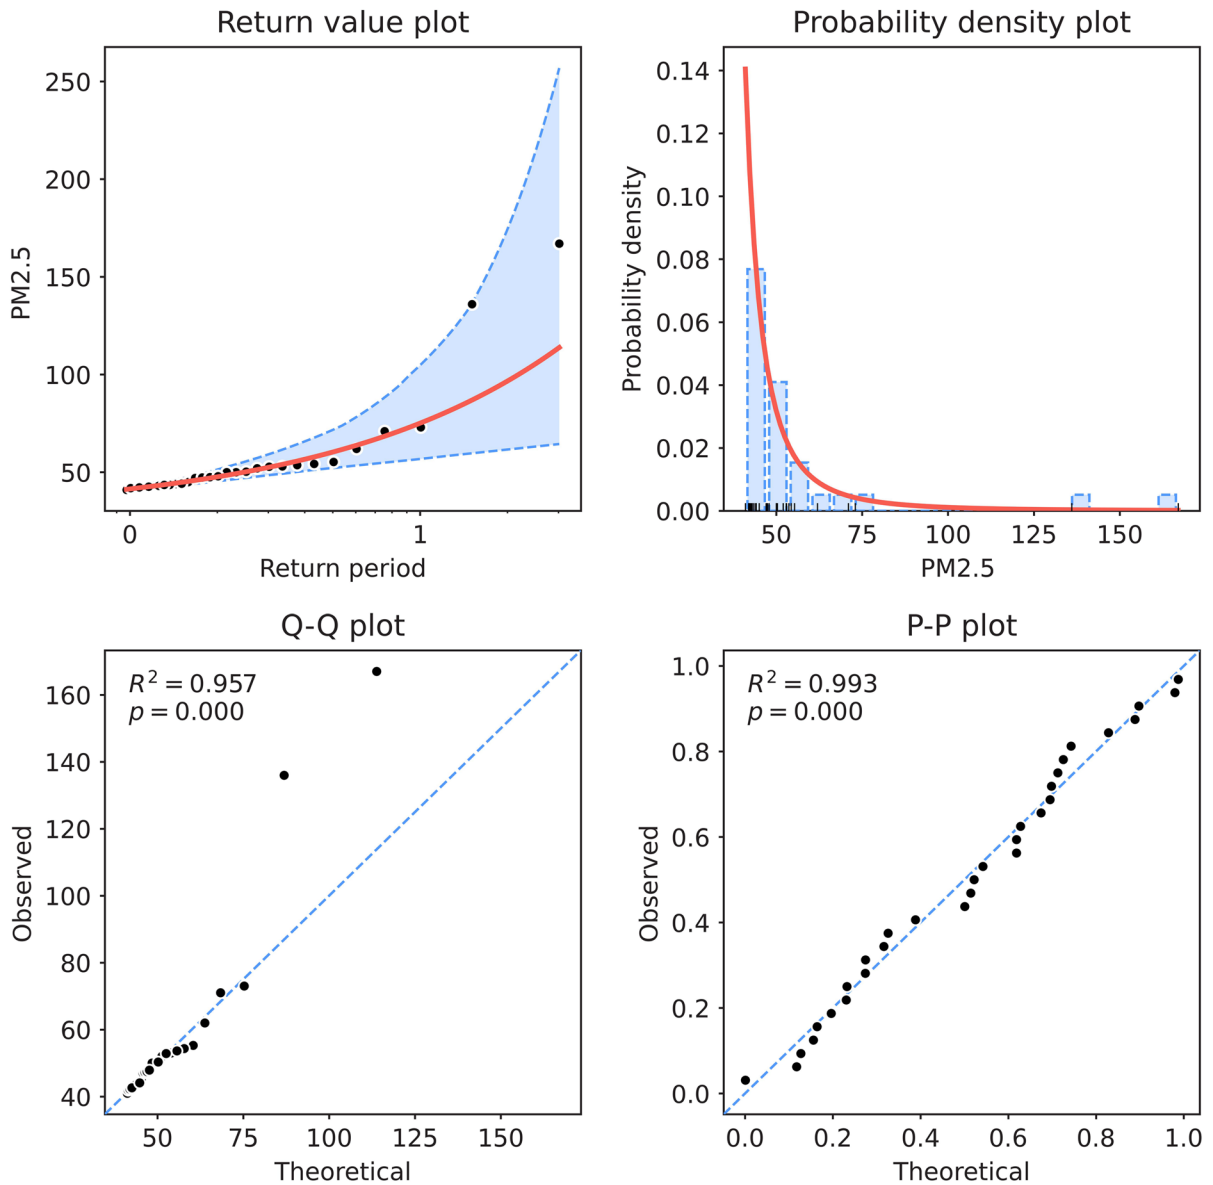 Return value plot
250
200
150
100
50
PM2.5
0
1
Return period
Probability density plot
0.14
0.12
0.10
0.08
0.06
0.04
0.02
0.00
Probability density
50
75
100
125
150
PM2.5
Q-Q plot
R² = 0.957
p = 0.000
160
140
120
100
80
60
40
Observed
50
75
100
125
150
Theoretical
P-P plot
R² = 0.993
p = 0.000
1.0
0.8
0.6
0.4
0.2
0.0
Observed
0.0
0.2
0.4
0.6
0.8
1.0
Theoretical